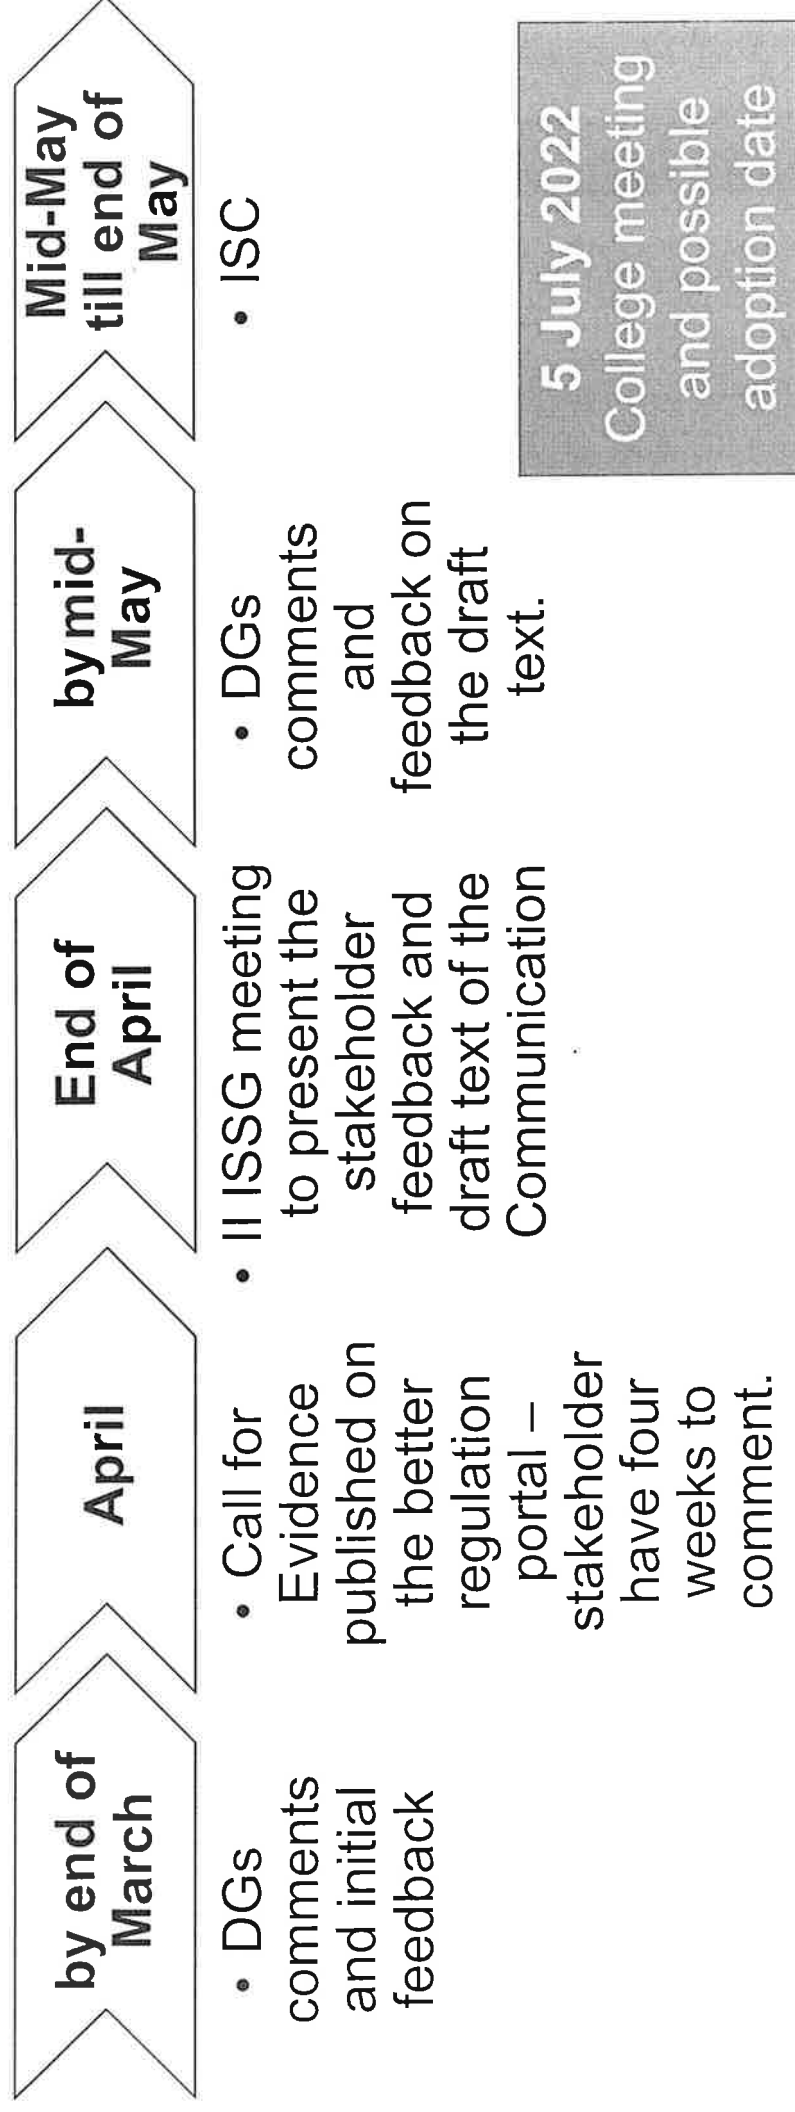 by end of
March
• DGs
comments
and initial
feedback
April
• Call for
Evidence
published on
the better
regulation
portal –
stakeholder
have four
weeks to
comment.
End of
April
• II ISSG meeting
to present the
stakeholder
feedback and
draft text of the
Communication
by mid-
May
• DGs
comments
and
feedback on
the draft
text.
Mid-May
till end of
May
• ISC
5 July 2022
College meeting
and possible
adoption date